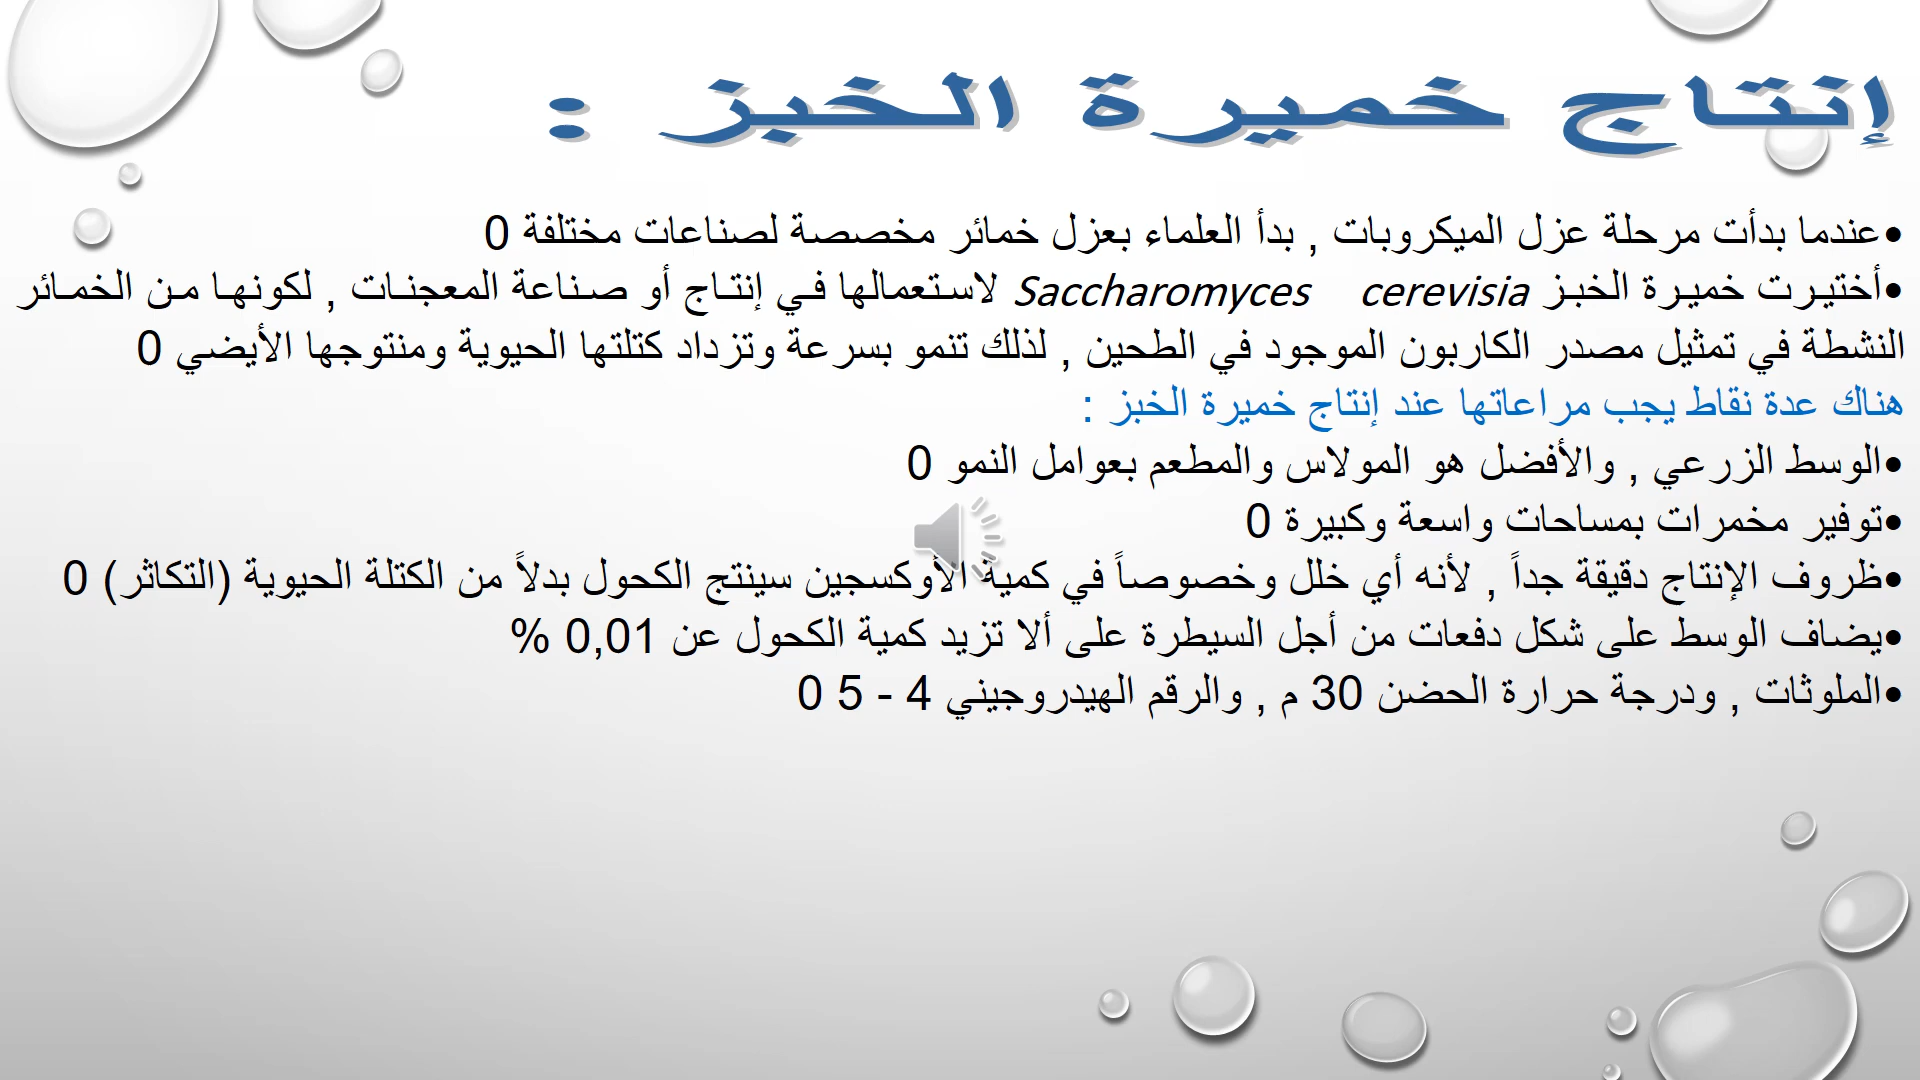 إنتاج خميرة الخبز :
•عندما بدأت مرحلة عزل الميكروبات , بدأ العلماء بعزل خمائر مخصصة لصناعات مختلفة 0
•أختيرت خميرة الخبز Saccharomyces cerevisia لاستعمالها في إنتاج أو صناعة المعجنات , لكونها من الخمائر
النشطة في تمثيل مصدر الكاربون الموجود في الطحين , لذلك تنمو بسرعة وتزداد كتلتها الحيوية ومنتوجها الأيضي 0
هناك عدة نقاط يجب مراعاتها عند إنتاج خميرة الخبز :
•الوسط الزرعي , والأفضل هو المولاس والمطعم بعوامل النمو 0
•توفير مخمرات بمساحات واسعة وكبيرة 0
•ظروف الإنتاج دقيقة جداً , لأنه أي خلل وخصوصاً في كمية الأوكسجين سينتج الكحول بدلاً من الكتلة الحيوية (التكاثر) 0
•يضاف الوسط على شكل دفعات من أجل السيطرة على ألا تزيد كمية الكحول عن 0,01 %
•الملوثات , ودرجة حرارة الحضن 30 م , والرقم الهيدروجيني 4 - 5 0